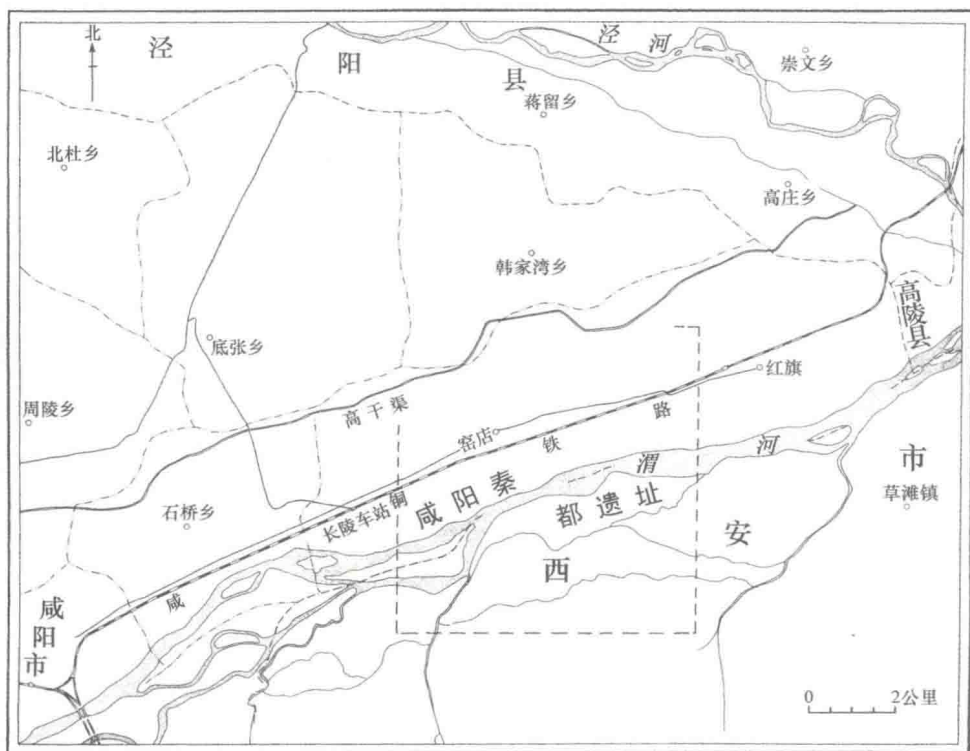 北
泾
阳
县
泾
河
崇文乡
蒋留乡
北杜乡
高庄乡
韩家湾乡
高陵县
底张乡
红旗
周陵乡
高干渠
窑店
铁
路
渭
河
市
草滩镇
咸阳秦
都遗址
石桥乡
长陵车站
铜
安
西
咸
咸阳市
0 2公里